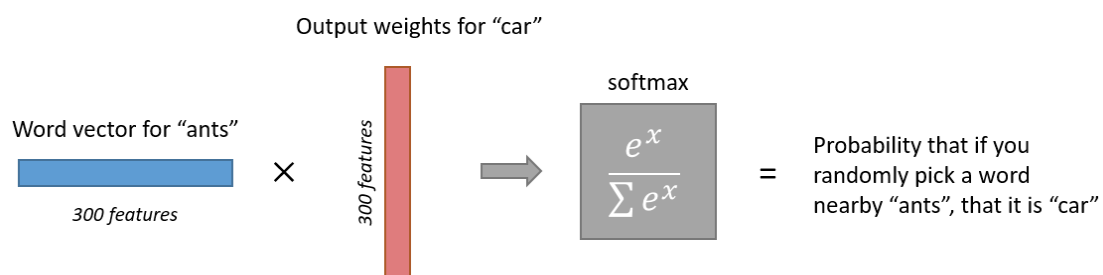 Output weights for “car”
softmax
Word vector for “ants”
300 features
×
300 features
e^x
∑ e^x
=
Probability that if you
randomly pick a word
nearby “ants”, that it is “car”